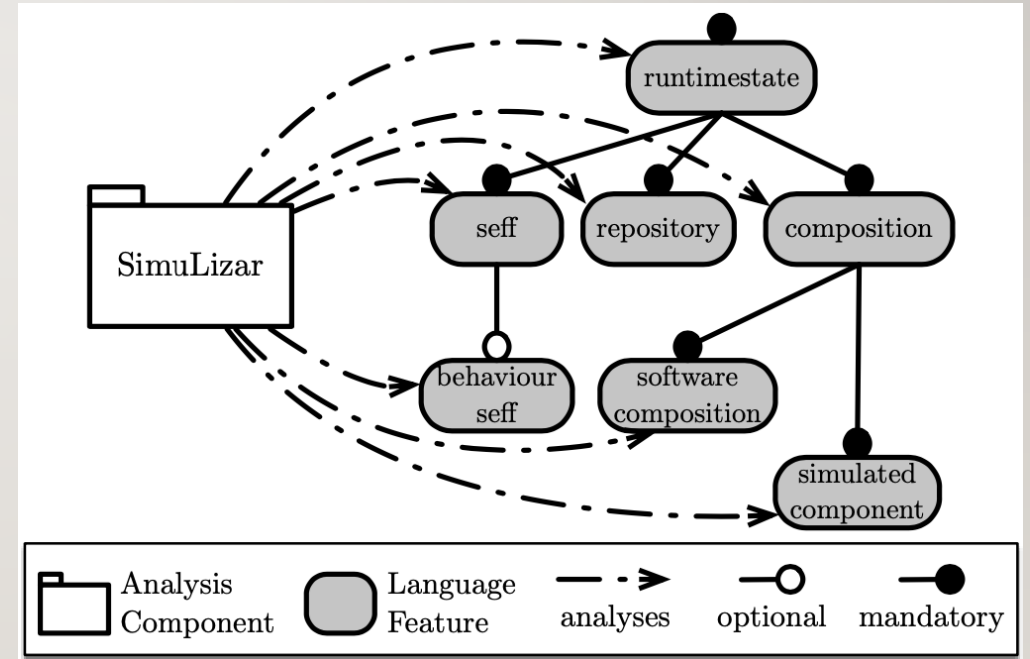 runtimestate
seff
repository
composition
SimuLizar
behaviour
seff
software
composition
simulated
component
Analysis
Component
Language
Feature
analyses
optional
mandatory